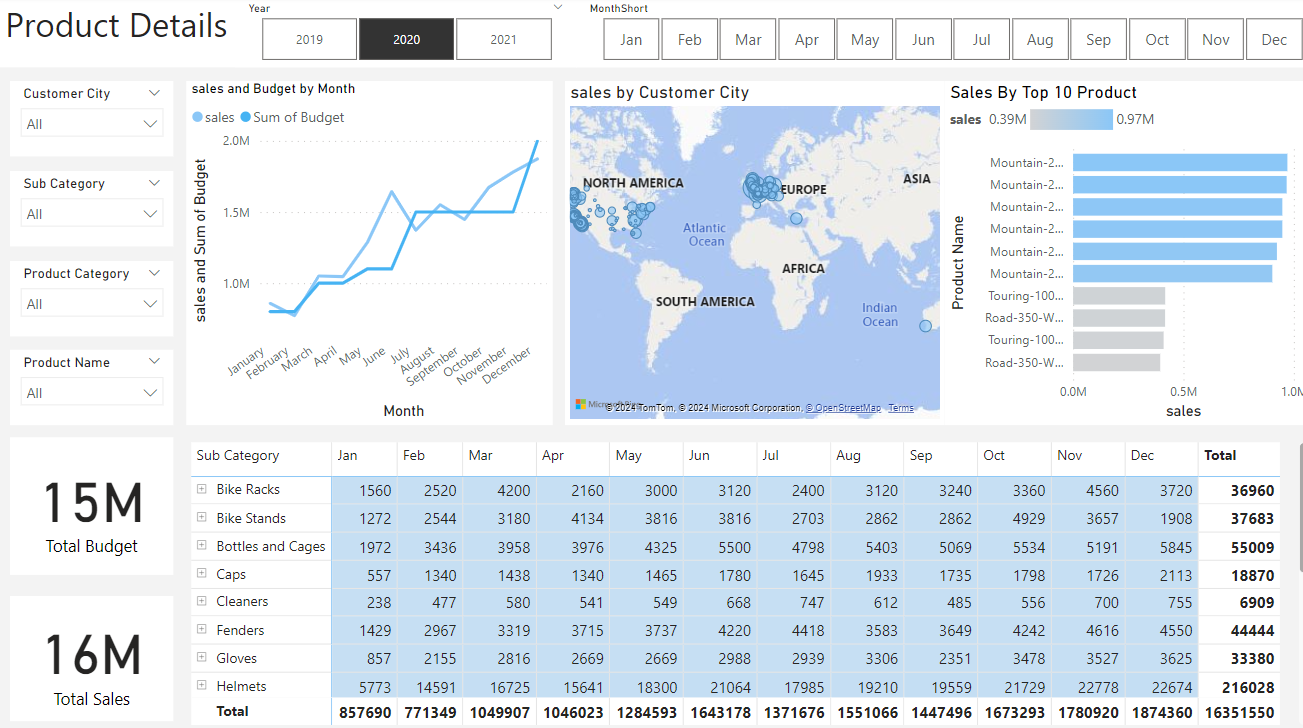 Product Details
Year
2019 2020 2021
MonthShort
Jan Feb Mar Apr May Jun Jul Aug Sep Oct Nov Dec
Customer City
All
Sub Category
All
Product Category
All
Product Name
All
15M
Total Budget
16M
Total Sales
sales and Budget by Month
sales Sum of Budget
sales and Sum of Budget
2.0M
1.5M
1.0M
January February March April May June July August September October November December
Month
sales by Customer City
NORTH AMERICA
EUROPE
ASIA
Atlantic
Ocean
AFRICA
SOUTH AMERICA
Indian
Ocean
© 2024 TomTom, © 2024 Microsoft Corporation, © OpenStreetMap Terms
Sales By Top 10 Product
sales 0.39M 0.97M
Product Name
Mountain-2...
Mountain-2...
Mountain-2...
Mountain-2...
Mountain-2...
Mountain-2...
Touring-100...
Road-350-W...
Touring-100...
Road-350-W...
0.0M 0.5M 1.0M
sales
Sub Category Jan Feb Mar Apr May Jun Jul Aug Sep Oct Nov Dec Total
Bike Racks 1560 2520 4200 2160 3000 3120 2400 3120 3240 3360 4560 3720 36960
Bike Stands 1272 2544 3180 4134 3816 3816 2703 2862 2862 4929 3657 1908 37683
Bottles and Cages 1972 3436 3958 3976 4325 5500 4798 5403 5069 5534 5191 5845 55009
Caps 557 1340 1438 1340 1465 1780 1645 1933 1735 1798 1726 2113 18870
Cleaners 238 477 580 541 549 668 747 612 485 556 700 755 6909
Fenders 1429 2967 3319 3715 3737 4220 4418 3583 3649 4242 4616 4550 44444
Gloves 857 2155 2816 2669 2669 2988 2939 3306 2351 3478 3527 3625 33380
Helmets 5773 14591 16725 15641 18300 21064 17985 19210 19559 21729 22778 22674 216028
Total 857690 771349 1049907 1046023 1284593 1643178 1371676 1551066 1447496 1673293 1780920 1874360 16351550